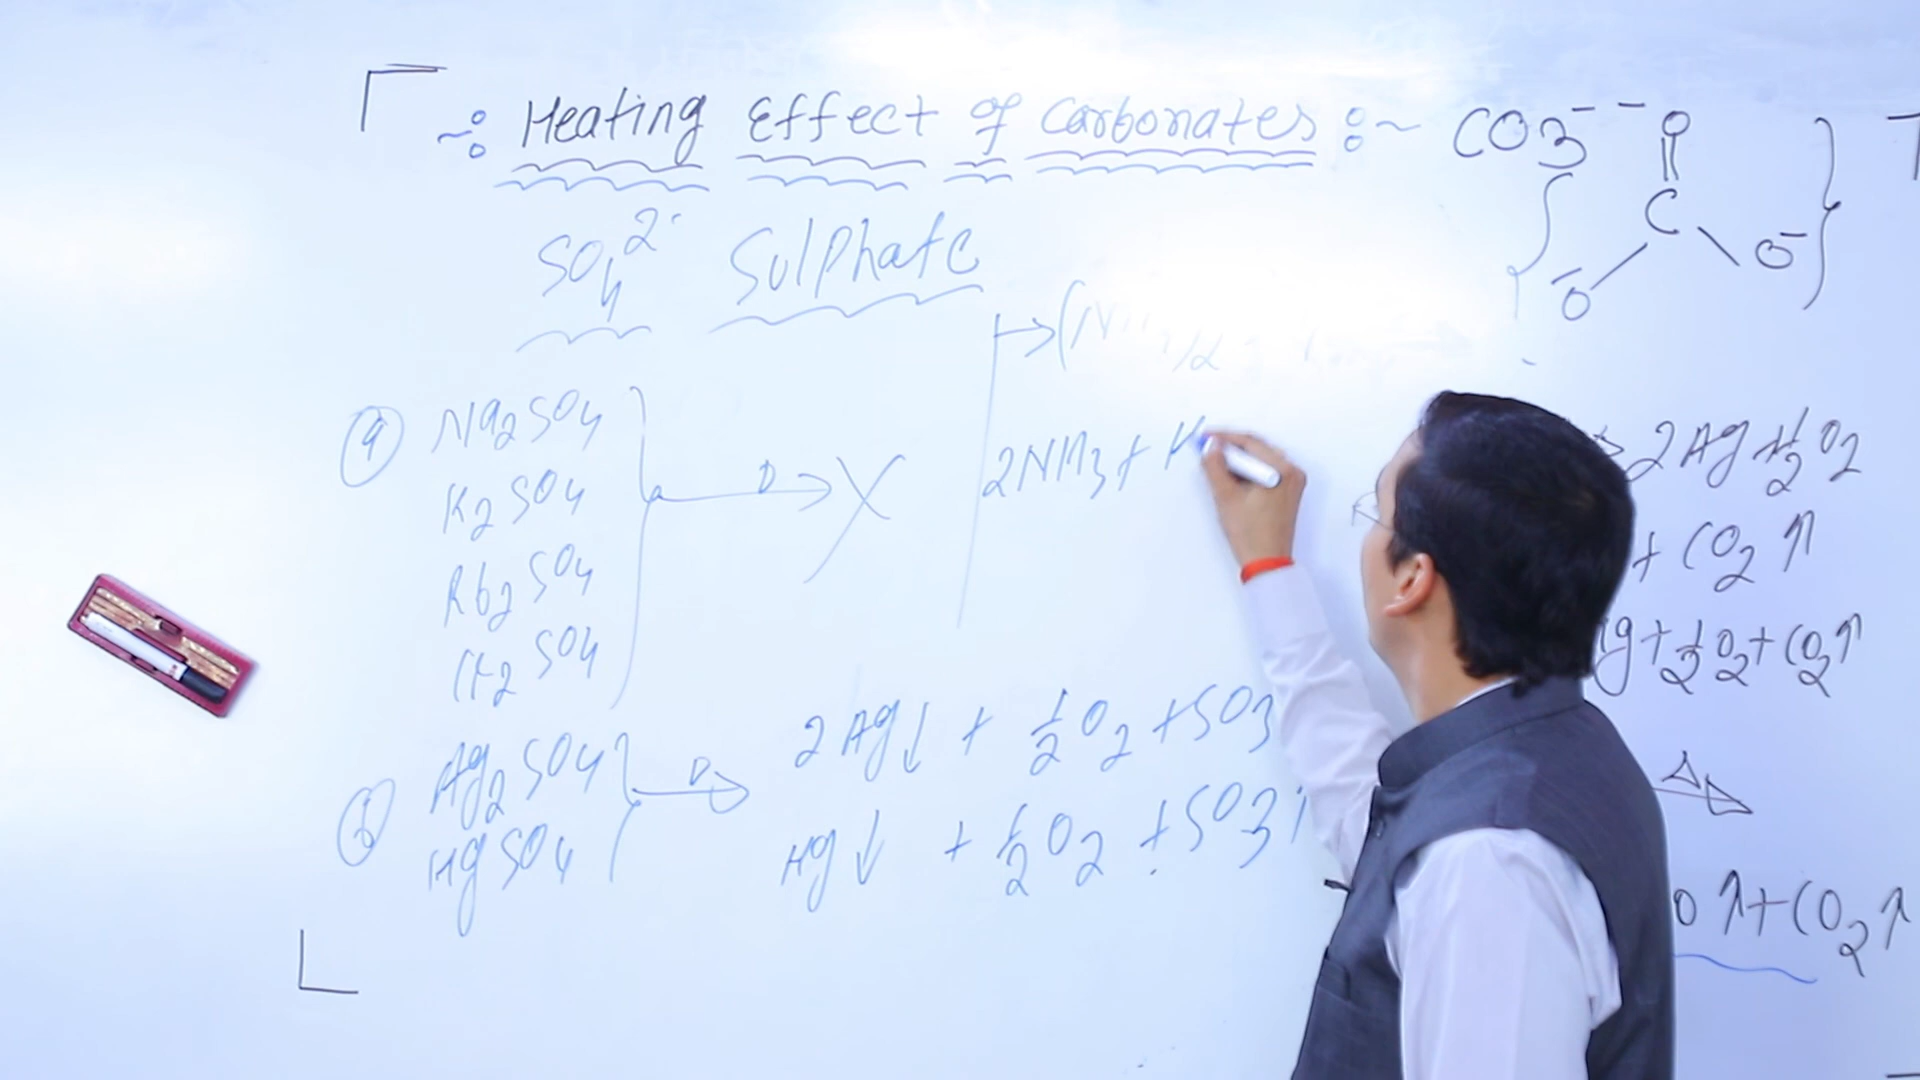 Heating Effect of Carbonates :~ CO3--
O
C
O- O-
SO4 2- Sulphate
(a) Na2SO4
K2SO4
Rb2SO4
SO4
Δ X
2NH3 +
(b) Ag2SO4 Δ 2Ag↓ + 1/2 O2 + SO3
HgSO4 Hg↓ + 1/2 O2 + SO3
2Ag + 1/2 O2
+ CO2 ↑
g + 1/2 O2 + CO2↑
O ↑ + CO2↑